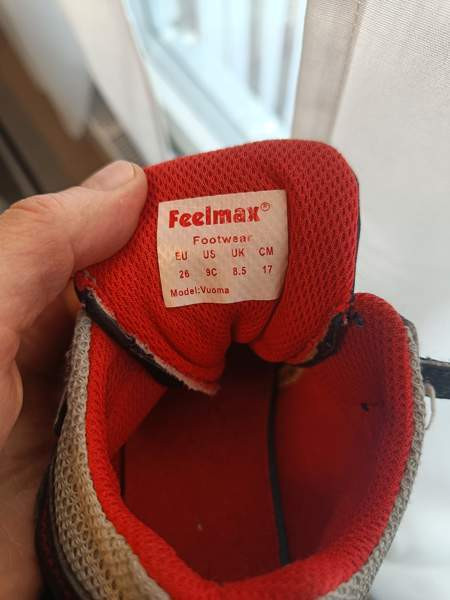 Feelmax®
Footwear
EU US UK CM
26 9C 8.5 17
Model:Vuoma